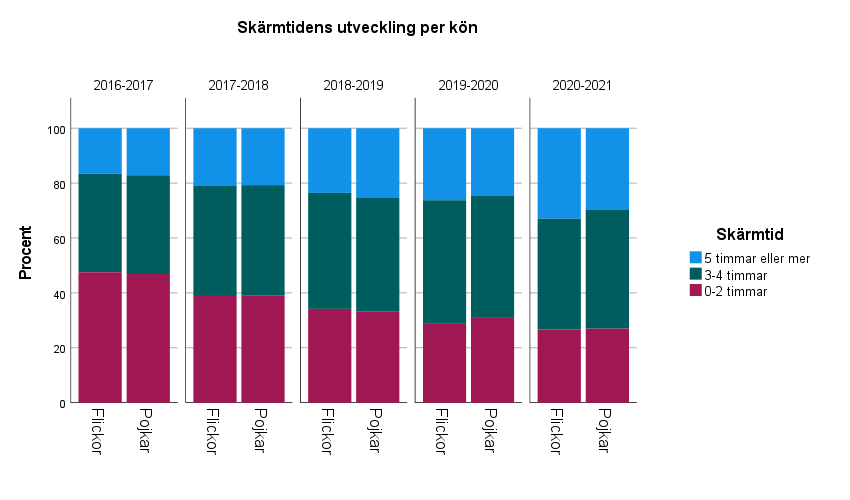 Skärmtidens utveckling per kön
2016-2017
2017-2018
2018-2019
2019-2020
2020-2021
Procent
100
80
60
40
20
0
Flickor
Pojkar
Flickor
Pojkar
Flickor
Pojkar
Flickor
Pojkar
Flickor
Pojkar
Skärmtid
5 timmar eller mer
3-4 timmar
0-2 timmar